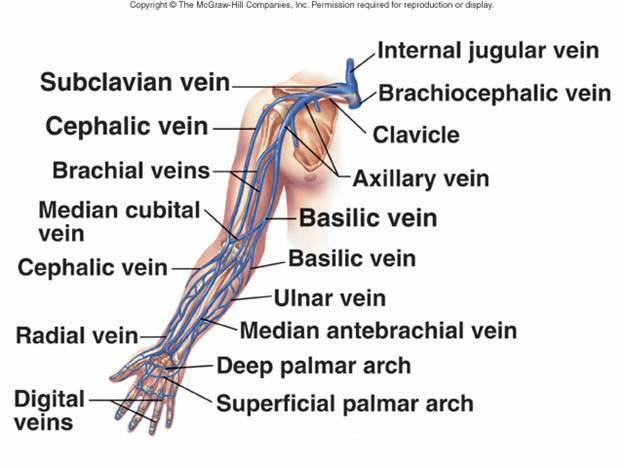 Copyright © The McGraw-Hill Companies, Inc. Permission required for reproduction or display.
Internal jugular vein
Subclavian vein
Brachiocephalic vein
Cephalic vein
Clavicle
Brachial veins
Axillary vein
Median cubital
vein
Basilic vein
Cephalic vein
Basilic vein
Ulnar vein
Radial vein
Median antebrachial vein
Deep palmar arch
Digital
veins
Superficial palmar arch